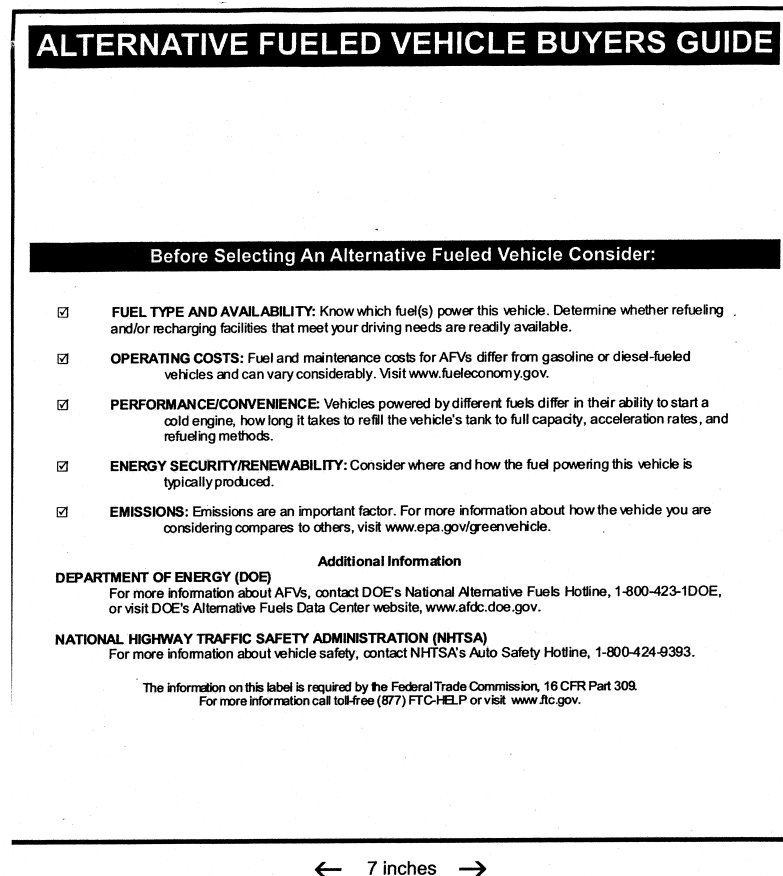 ALTERNATIVE FUELED VEHICLE BUYERS GUIDE
Before Selecting An Alternative Fueled Vehicle Consider:
☑ FUEL TYPE AND AVAILABILITY: Know which fuel(s) power this vehicle. Determine whether refueling
and/or recharging facilities that meet your driving needs are readily available.
☑ OPERATING COSTS: Fuel and maintenance costs for AFVs differ from gasoline or diesel-fueled
vehicles and can vary considerably. Visit www.fueleconomy.gov.
☑ PERFORMANCE/CONVENIENCE: Vehicles powered by different fuels differ in their ability to start a
cold engine, how long it takes to refill the vehicle's tank to full capacity, acceleration rates, and
refueling methods.
☑ ENERGY SECURITY/RENEWABILITY: Consider where and how the fuel powering this vehicle is
typically produced.
☑ EMISSIONS: Emissions are an important factor. For more information about how the vehicle you are
considering compares to others, visit www.epa.gov/greenvehicle.
Additional Information
DEPARTMENT OF ENERGY (DOE)
For more information about AFVs, contact DOE's National Alternative Fuels Hotline, 1-800-423-1DOE,
or visit DOE's Alternative Fuels Data Center website, www.afdc.doe.gov.
NATIONAL HIGHWAY TRAFFIC SAFETY ADMINISTRATION (NHTSA)
For more information about vehicle safety, contact NHTSA's Auto Safety Hotline, 1-800-424-9393.
The information on this label is required by the Federal Trade Commission, 16 CFR Part 309.
For more information call toll-free (877) FTC-HELP or visit www.ftc.gov.
← 7 inches →